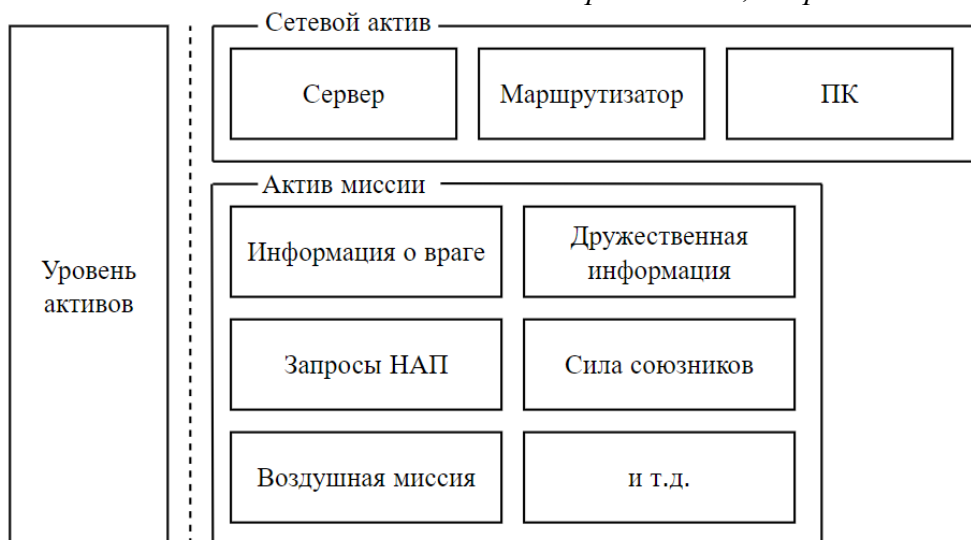 Сетевой актив
Сервер
Маршрутизатор
ПК
Актив миссии
Уровень
активов
Информация о враге
Дружественная
информация
Запросы НАП
Сила союзников
Воздушная миссия
и т.д.